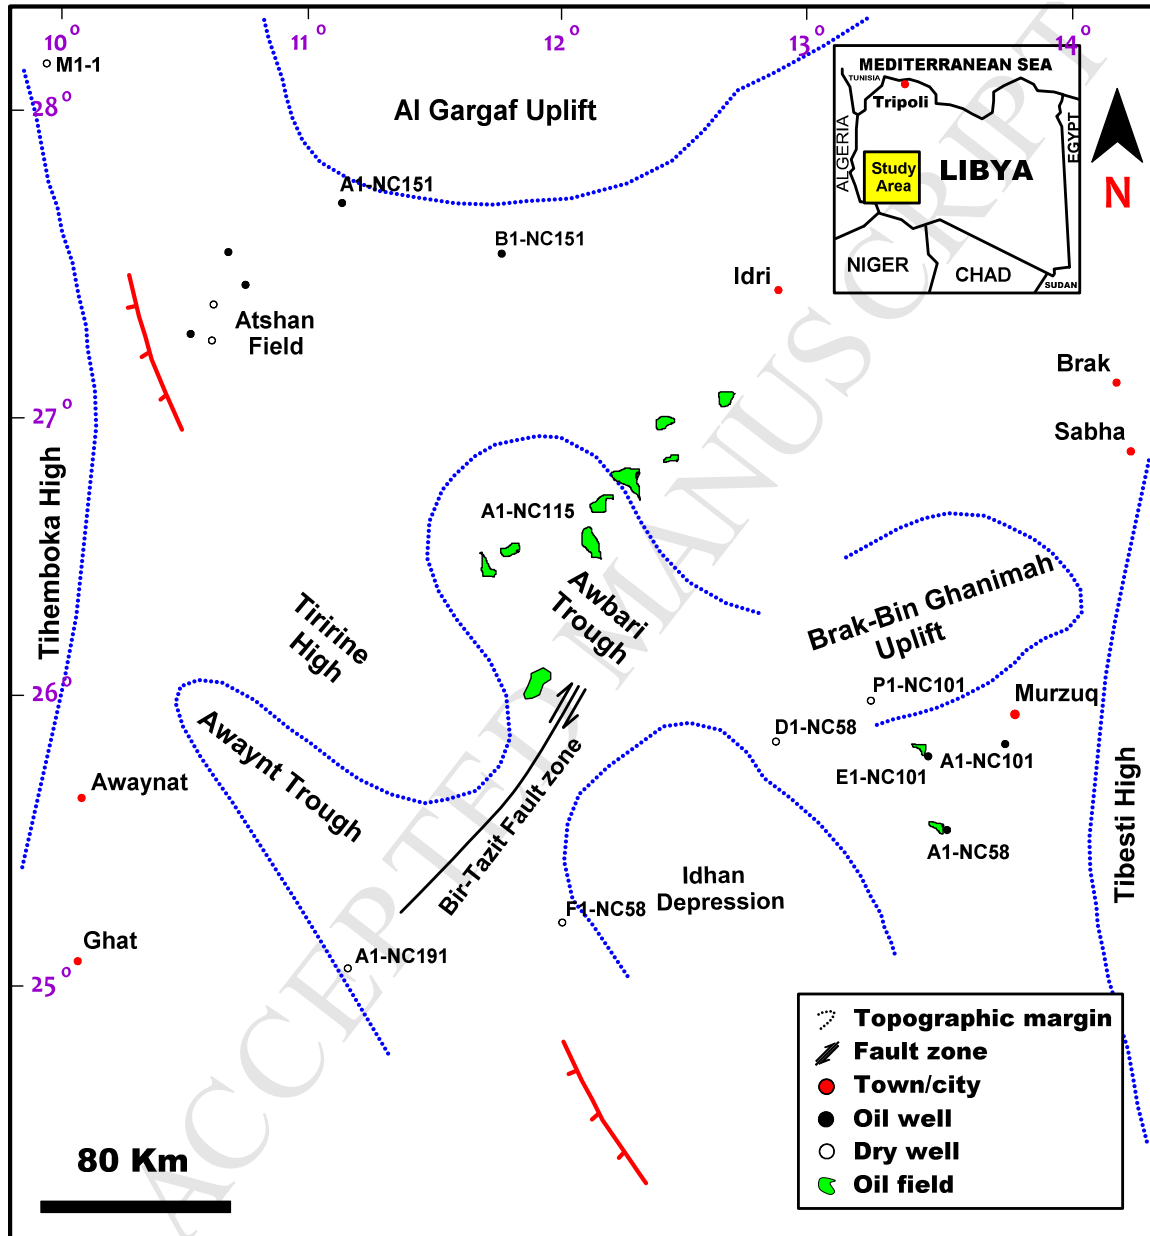 10°
11
12°
13
14°
M1-1
28°
Al Gargaf Uplift
MEDITERRANEAN SEA
TUNISIA
Tripoli
ALGERIA
EGYPT
Study
Area
LIBYA
NIGER
CHAD
SUDAN
N
A1-NC151
B1-NC151
Idri
Atshan
Field
Brak
27°
Sabha
Tihemboka High
A1-NC115
Awbari
Trough
Tiririne
High
Brak-Bin Ghanimah
Uplift
26°
P1-NC101
Murzuq
D1-NC58
Awaynt Trough
A1-NC101
E1-NC101
Awaynat
Bir-Tazit Fault zone
Tibesti High
A1-NC58
Idhan
Depression
F1-NC58
Ghat
A1-NC191
25°
Topographic margin
Fault zone
Town/city
Oil well
Dry well
Oil field
80 Km
ACCEPTED MANUSCRIPT